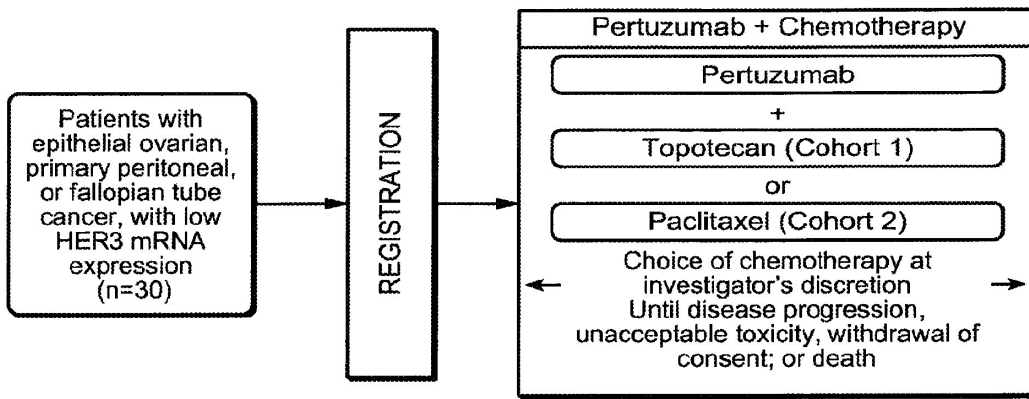 Patients with
epithelial ovarian,
primary peritoneal,
or fallopian tube
cancer, with low
HER3 mRNA
expression
(n=30)
REGISTRATION
Pertuzumab + Chemotherapy
Pertuzumab
+
Topotecan (Cohort 1)
or
Paclitaxel (Cohort 2)
Choice of chemotherapy at
investigator's discretion
Until disease progression,
unacceptable toxicity, withdrawal of
consent; or death